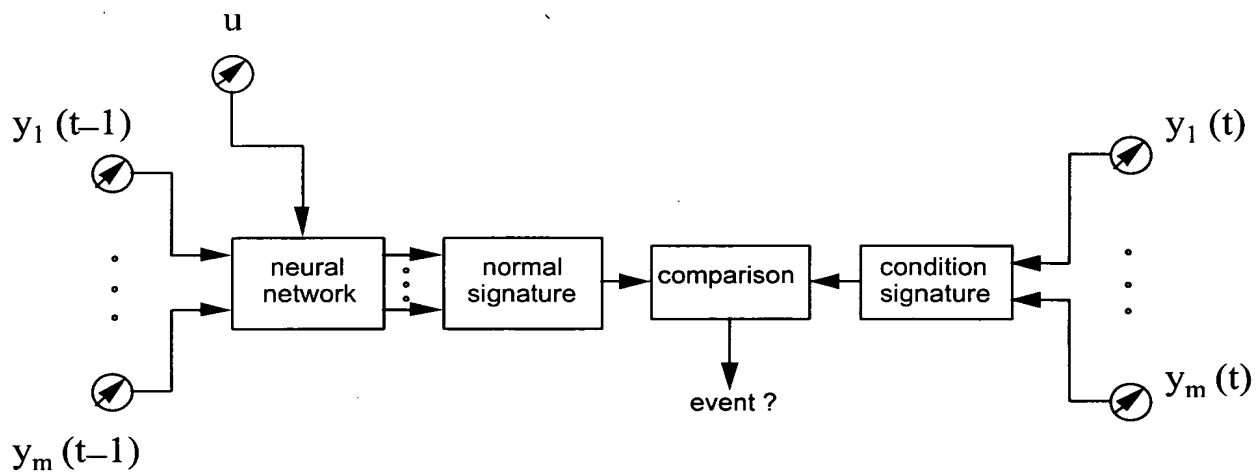 u
y₁ (t–1)
y₁ (t)
neural
network
normal
signature
comparison
condition
signature
event ?
yₘ (t)
yₘ (t–1)